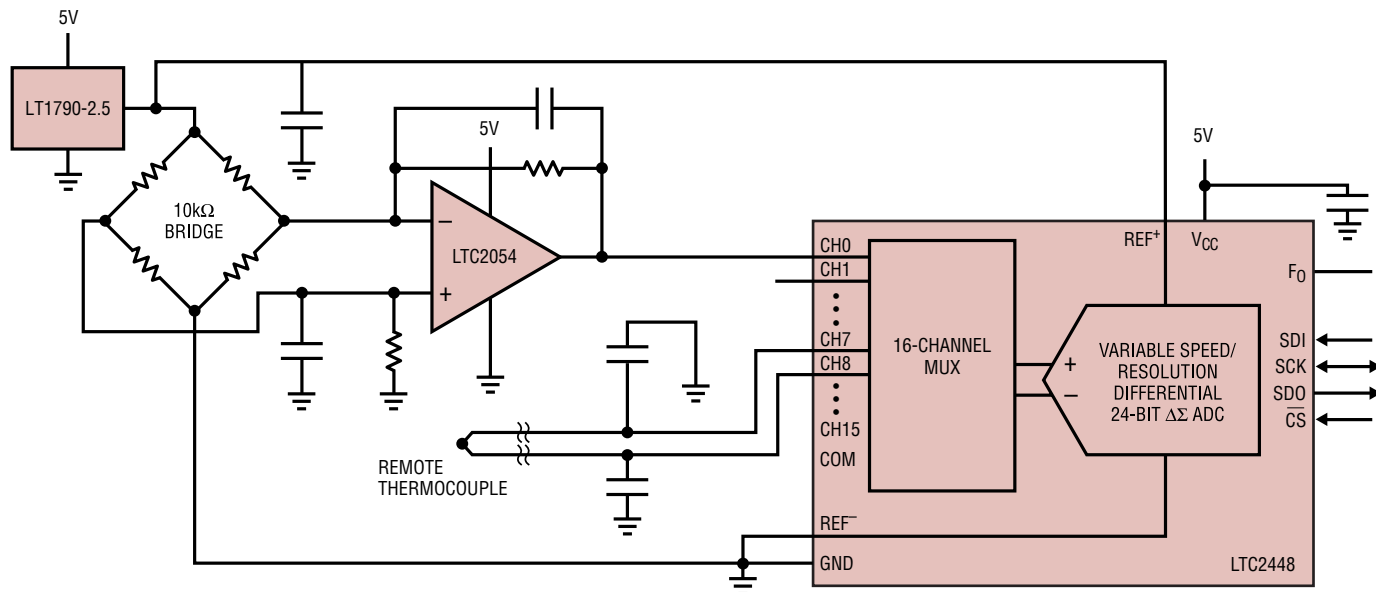 5V
LT1790-2.5
10kΩ
BRIDGE
5V
−
LTC2054
+
REMOTE
THERMOCOUPLE
CH0
CH1
CH7
CH8
CH15
COM
REF−
GND
16-CHANNEL
MUX
+
−
VARIABLE SPEED/
RESOLUTION
DIFFERENTIAL
24-BIT ΔΣ ADC
REF+
5V
VCC
FO
SDI
SCK
SDO
C̅S̅
LTC2448